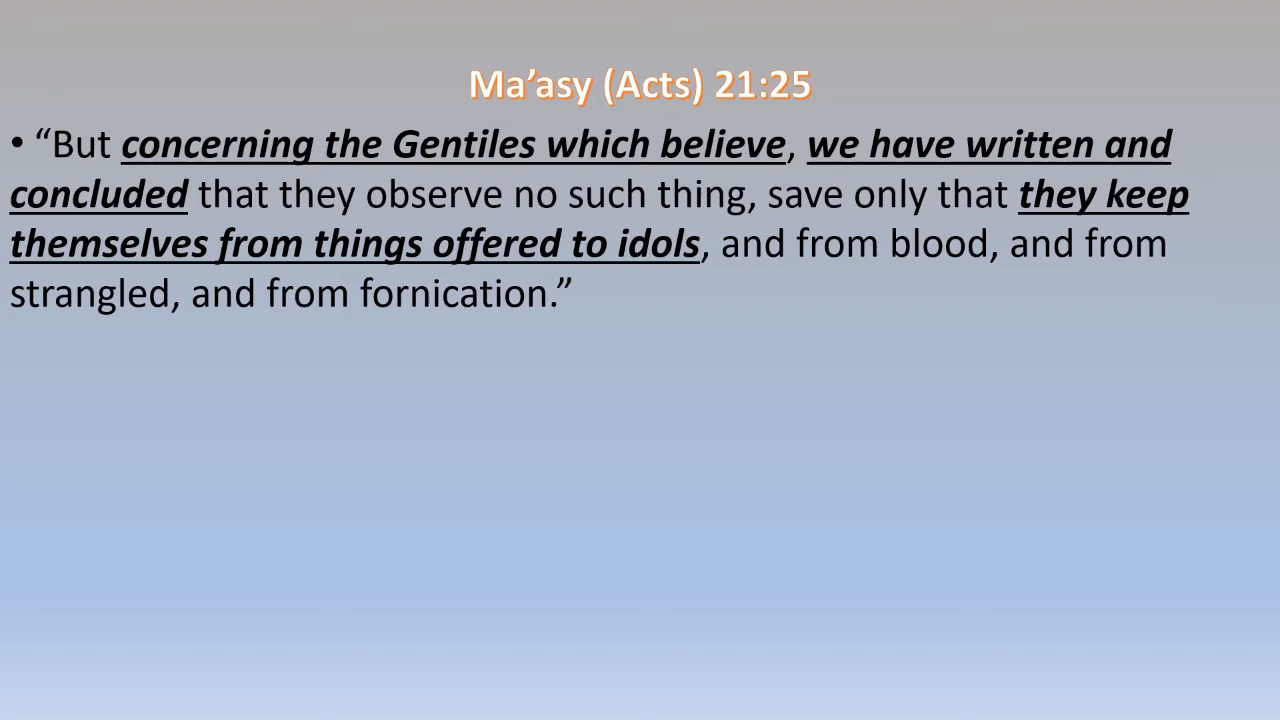 Ma’asy (Acts) 21:25
• “But concerning the Gentiles which believe, we have written and
concluded that they observe no such thing, save only that they keep
themselves from things offered to idols, and from blood, and from
strangled, and from fornication.”